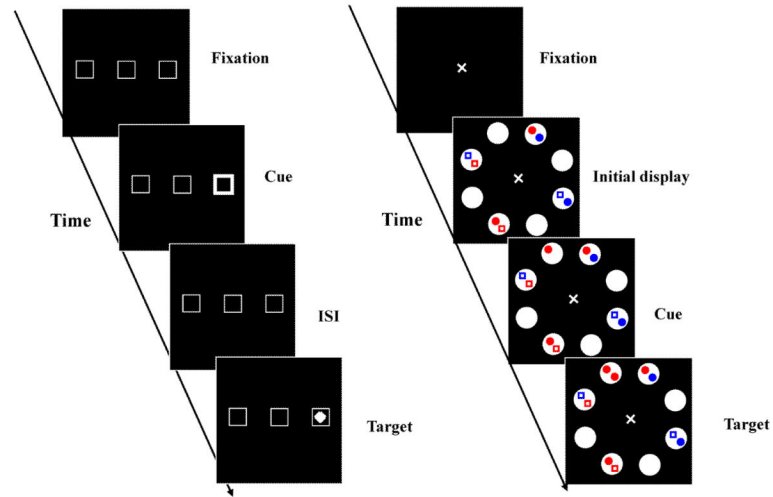 Fixation
Cue
Time
ISI
Target
Fixation
Initial display
Time
Cue
Target